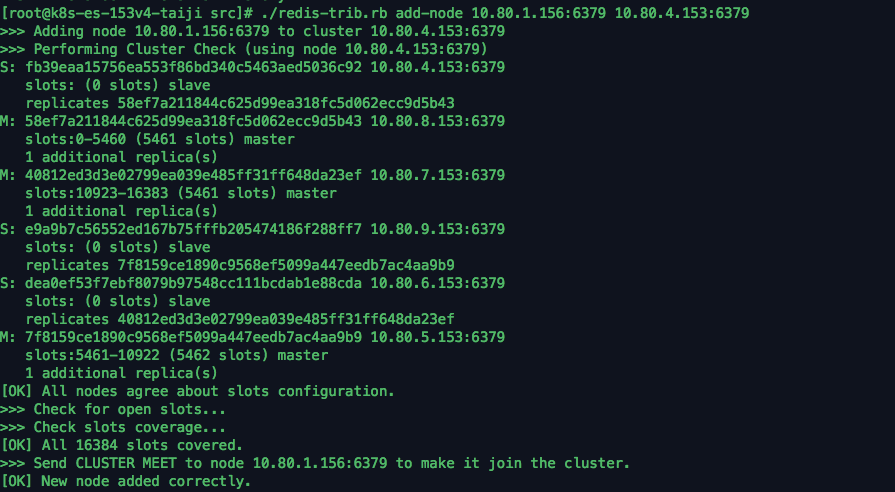 [root@k8s-es-153v4-taiji src]# ./redis-trib.rb add-node 10.80.1.156:6379 10.80.4.153:6379
>>> Adding node 10.80.1.156:6379 to cluster 10.80.4.153:6379
>>> Performing Cluster Check (using node 10.80.4.153:6379)
S: fb39eaa15756ea553f86bd340c5463aed5036c92 10.80.4.153:6379
   slots: (0 slots) slave
   replicates 58ef7a211844c625d99ea318fc5d062ecc9d5b43
M: 58ef7a211844c625d99ea318fc5d062ecc9d5b43 10.80.8.153:6379
   slots:0-5460 (5461 slots) master
   1 additional replica(s)
M: 40812ed3d3e02799ea039e485ff31ff648da23ef 10.80.7.153:6379
   slots:10923-16383 (5461 slots) master
   1 additional replica(s)
S: e9a9b7c56552ed167b75fffb205474186f288ff7 10.80.9.153:6379
   slots: (0 slots) slave
   replicates 7f8159ce1890c9568ef5099a447eedb7ac4aa9b9
S: dea0ef53f7ebf8079b97548cc111bcdab1e88cda 10.80.6.153:6379
   slots: (0 slots) slave
   replicates 40812ed3d3e02799ea039e485ff31ff648da23ef
M: 7f8159ce1890c9568ef5099a447eedb7ac4aa9b9 10.80.5.153:6379
   slots:5461-10922 (5462 slots) master
   1 additional replica(s)
[OK] All nodes agree about slots configuration.
>>> Check for open slots...
>>> Check slots coverage...
[OK] All 16384 slots covered.
>>> Send CLUSTER MEET to node 10.80.1.156:6379 to make it join the cluster.
[OK] New node added correctly.